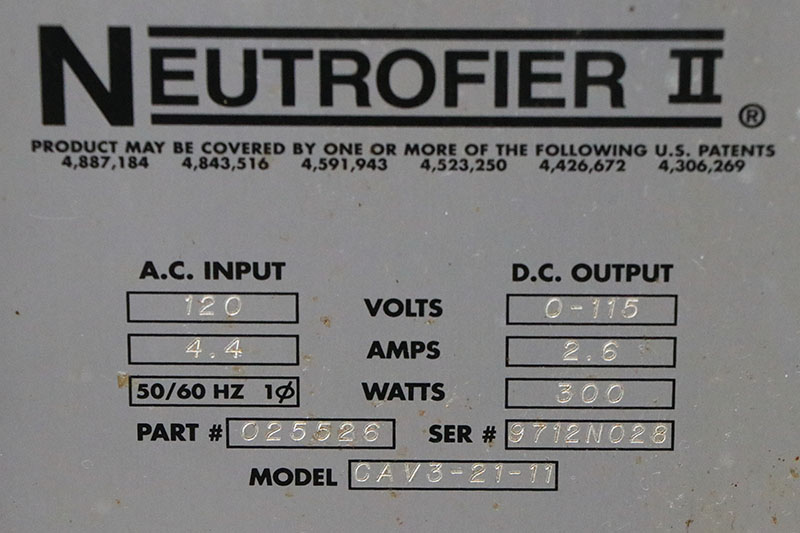 NEUTROFIER II ®
PRODUCT MAY BE COVERED BY ONE OR MORE OF THE FOLLOWING U.S. PATENTS
4,887,184 4,843,516 4,591,943 4,523,250 4,426,672 4,306,269
A.C. INPUT D.C. OUTPUT
120 VOLTS 0-115
4.4 AMPS 2.6
50/60 HZ 1ø WATTS 300
PART # 025526 SER # 9712N028
MODEL CAV3-21-11